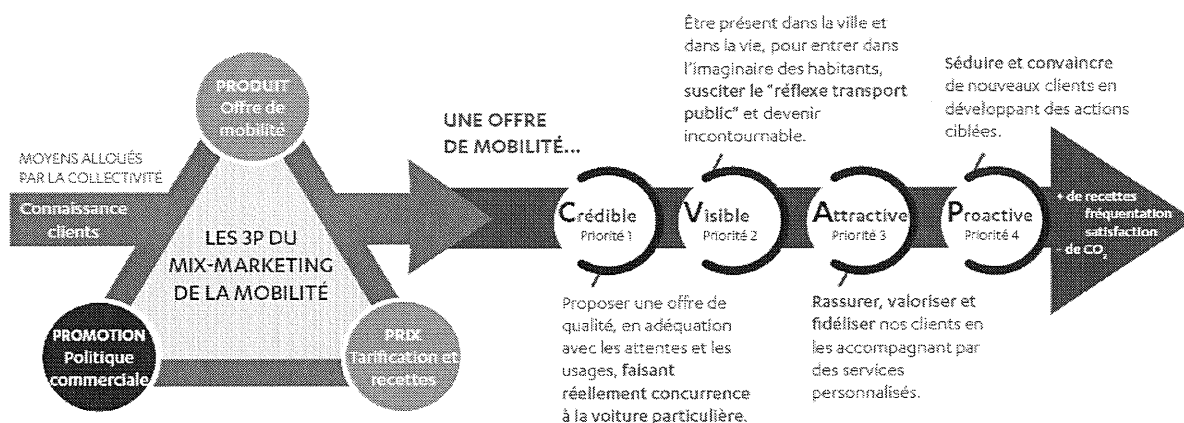 MOYENS ALLOUÉS
PAR LA COLLECTIVITÉ
Connaissance
clients
PRODUIT
Offre de
mobilité
LES 3P DU
MIX-MARKETING
DE LA MOBILITÉ
PROMOTION
Politique
commerciale
PRIX
Tarification et
recettes
UNE OFFRE
DE MOBILITÉ...
Crédible
Priorité 1
Proposer une offre de
qualité, en adéquation
avec les attentes et les
usages, faisant
réellement concurrence
à la voiture particulière.
Être présent dans la ville et
dans la vie, pour entrer dans
l'imaginaire des habitants,
susciter le "réflexe transport
public" et devenir
incontournable.
Visible
Priorité 2
Attractive
Priorité 3
Rassurer, valoriser et
fidéliser nos clients en
les accompagnant par
des services
personnalisés.
Séduire et convaincre
de nouveaux clients en
développant des actions
ciblées.
Proactive
Priorité 4
+ de recettes
fréquentation
satisfaction
- de CO₂